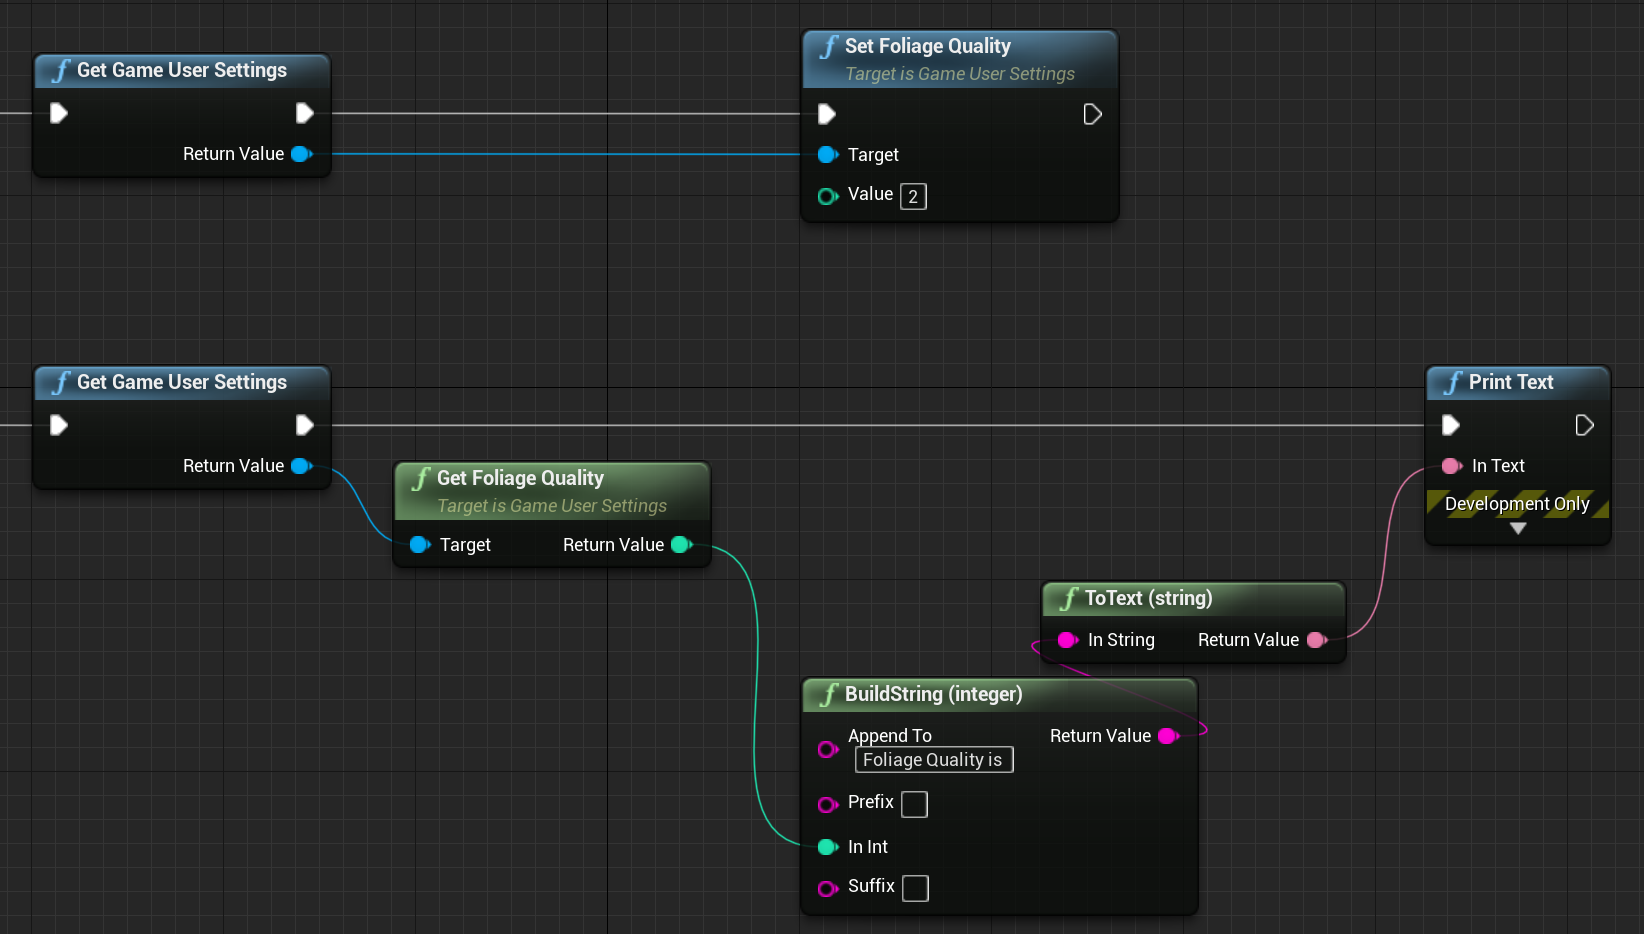 Get Game User Settings
Return Value
Set Foliage Quality
Target is Game User Settings
Target
Value 2
Get Game User Settings
Return Value
Get Foliage Quality
Target is Game User Settings
Target Return Value
Print Text
In Text
Development Only
ToText (string)
In String Return Value
BuildString (integer)
Append To Return Value
Foliage Quality is
Prefix
In Int
Suffix